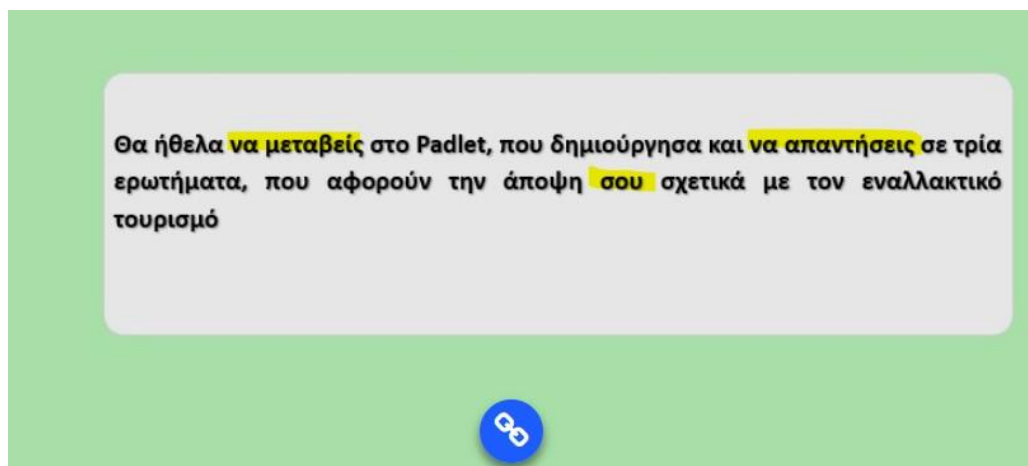 Θα ήθελα να μεταβείς στο Padlet, που δημιούργησα και να απαντήσεις σε τρία
ερωτήματα, που αφορούν την άποψη σου σχετικά με τον εναλλακτικό
τουρισμό